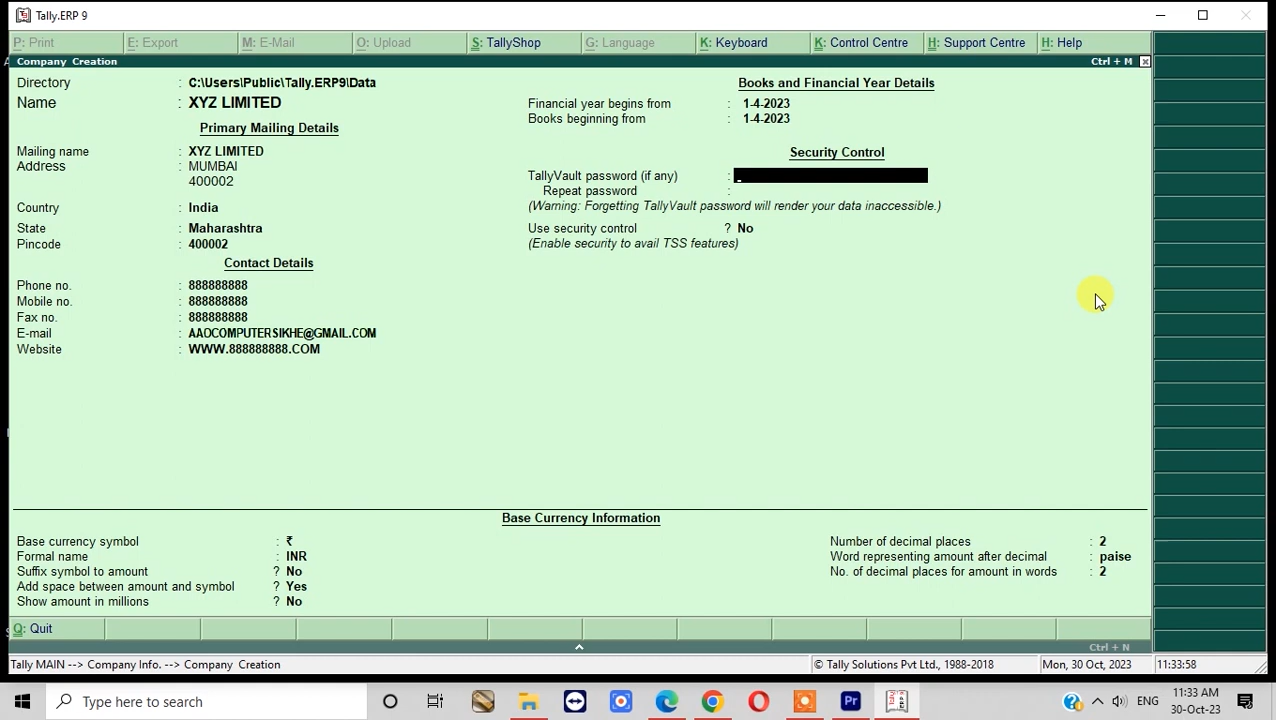 Tally.ERP 9
P: Print E: Export M: E-Mail O: Upload S: TallyShop G: Language K: Keyboard K: Control Centre H: Support Centre H: Help
Company Creation Ctrl + M
Directory : C:\Users\Public\Tally.ERP9\Data
Name : XYZ LIMITED
Primary Mailing Details
Mailing name : XYZ LIMITED
Address : MUMBAI
400002
Country : India
State : Maharashtra
Pincode : 400002
Contact Details
Phone no. : 888888888
Mobile no. : 888888888
Fax no. : 888888888
E-mail : AAOCOMPUTERSIKHE@GMAIL.COM
Website : WWW.888888888.COM
Books and Financial Year Details
Financial year begins from : 1-4-2023
Books beginning from : 1-4-2023
Security Control
TallyVault password (if any) :
Repeat password :
(Warning: Forgetting TallyVault password will render your data inaccessible.)
Use security control ? No
(Enable security to avail TSS features)
Base Currency Information
Base currency symbol : ₹
Formal name : INR
Suffix symbol to amount ? No
Add space between amount and symbol ? Yes
Show amount in millions ? No
Number of decimal places : 2
Word representing amount after decimal : paise
No. of decimal places for amount in words : 2
Q: Quit
Ctrl + N
Tally MAIN --> Company Info. --> Company Creation © Tally Solutions Pvt Ltd., 1988-2018 Mon, 30 Oct, 2023 11:33:58
Type here to search Pr ENG 11:33 AM
30-Oct-23